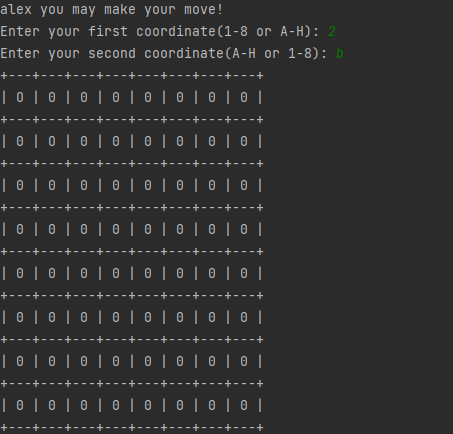 alex you may make your move!
Enter your first coordinate(1-8 or A-H): 2
Enter your second coordinate(A-H or 1-8): b
+---+---+---+---+---+---+---+---+
| O | 0 | 0 | 0 | 0 | 0 | 0 | 0 |
+---+---+---+---+---+---+---+---+
| 0 | O | 0 | 0 | 0 | 0 | 0 | 0 |
+---+---+---+---+---+---+---+---+
| 0 | 0 | 0 | 0 | 0 | 0 | 0 | 0 |
+---+---+---+---+---+---+---+---+
| 0 | 0 | 0 | 0 | 0 | 0 | 0 | 0 |
+---+---+---+---+---+---+---+---+
| 0 | 0 | 0 | 0 | 0 | 0 | 0 | 0 |
+---+---+---+---+---+---+---+---+
| 0 | 0 | 0 | 0 | 0 | 0 | 0 | 0 |
+---+---+---+---+---+---+---+---+
| 0 | 0 | 0 | 0 | 0 | 0 | 0 | 0 |
+---+---+---+---+---+---+---+---+
| 0 | 0 | 0 | 0 | 0 | 0 | 0 | 0 |
+---+---+---+---+---+---+---+---+